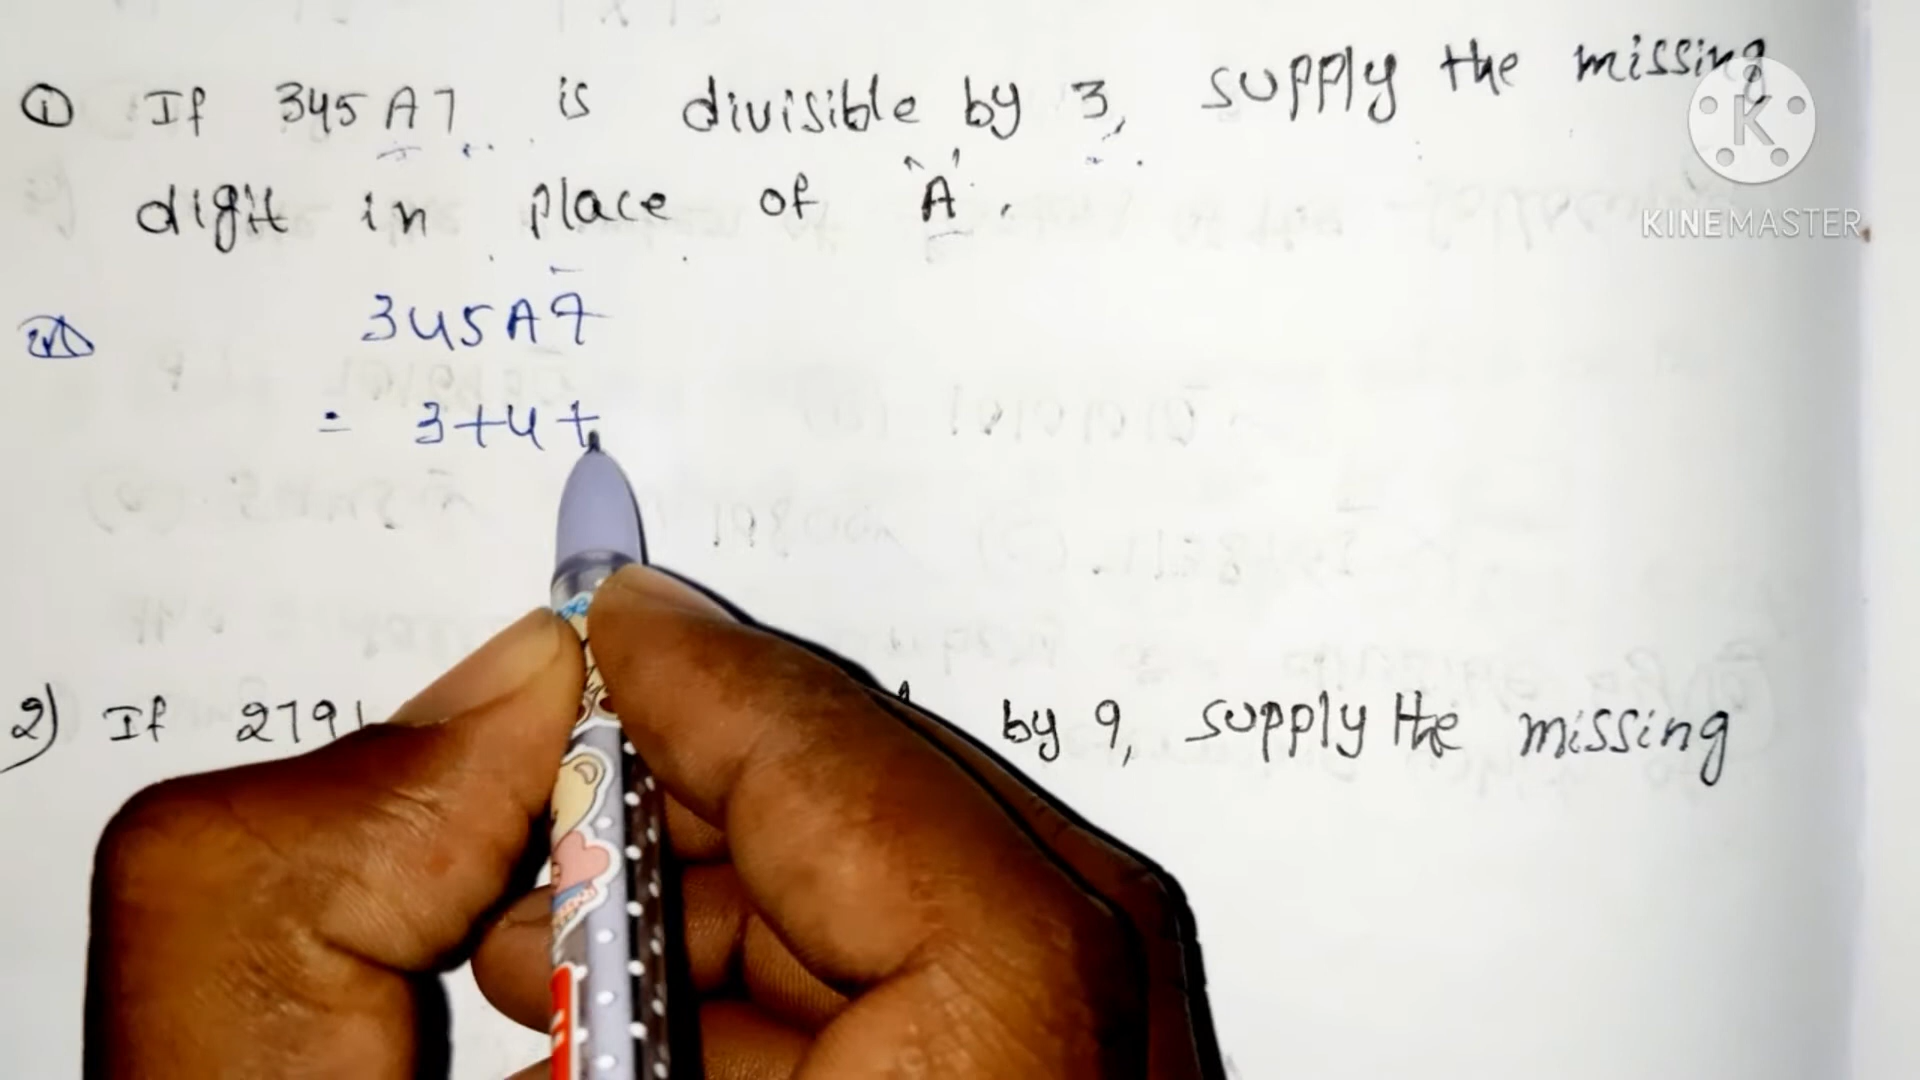 ① If 345A7 is divisible by 3, supply the missing
digit in place of 'A'.
345A7
= 3+4+
2) If 279 by 9, supply the missing
K
KINEMASTER